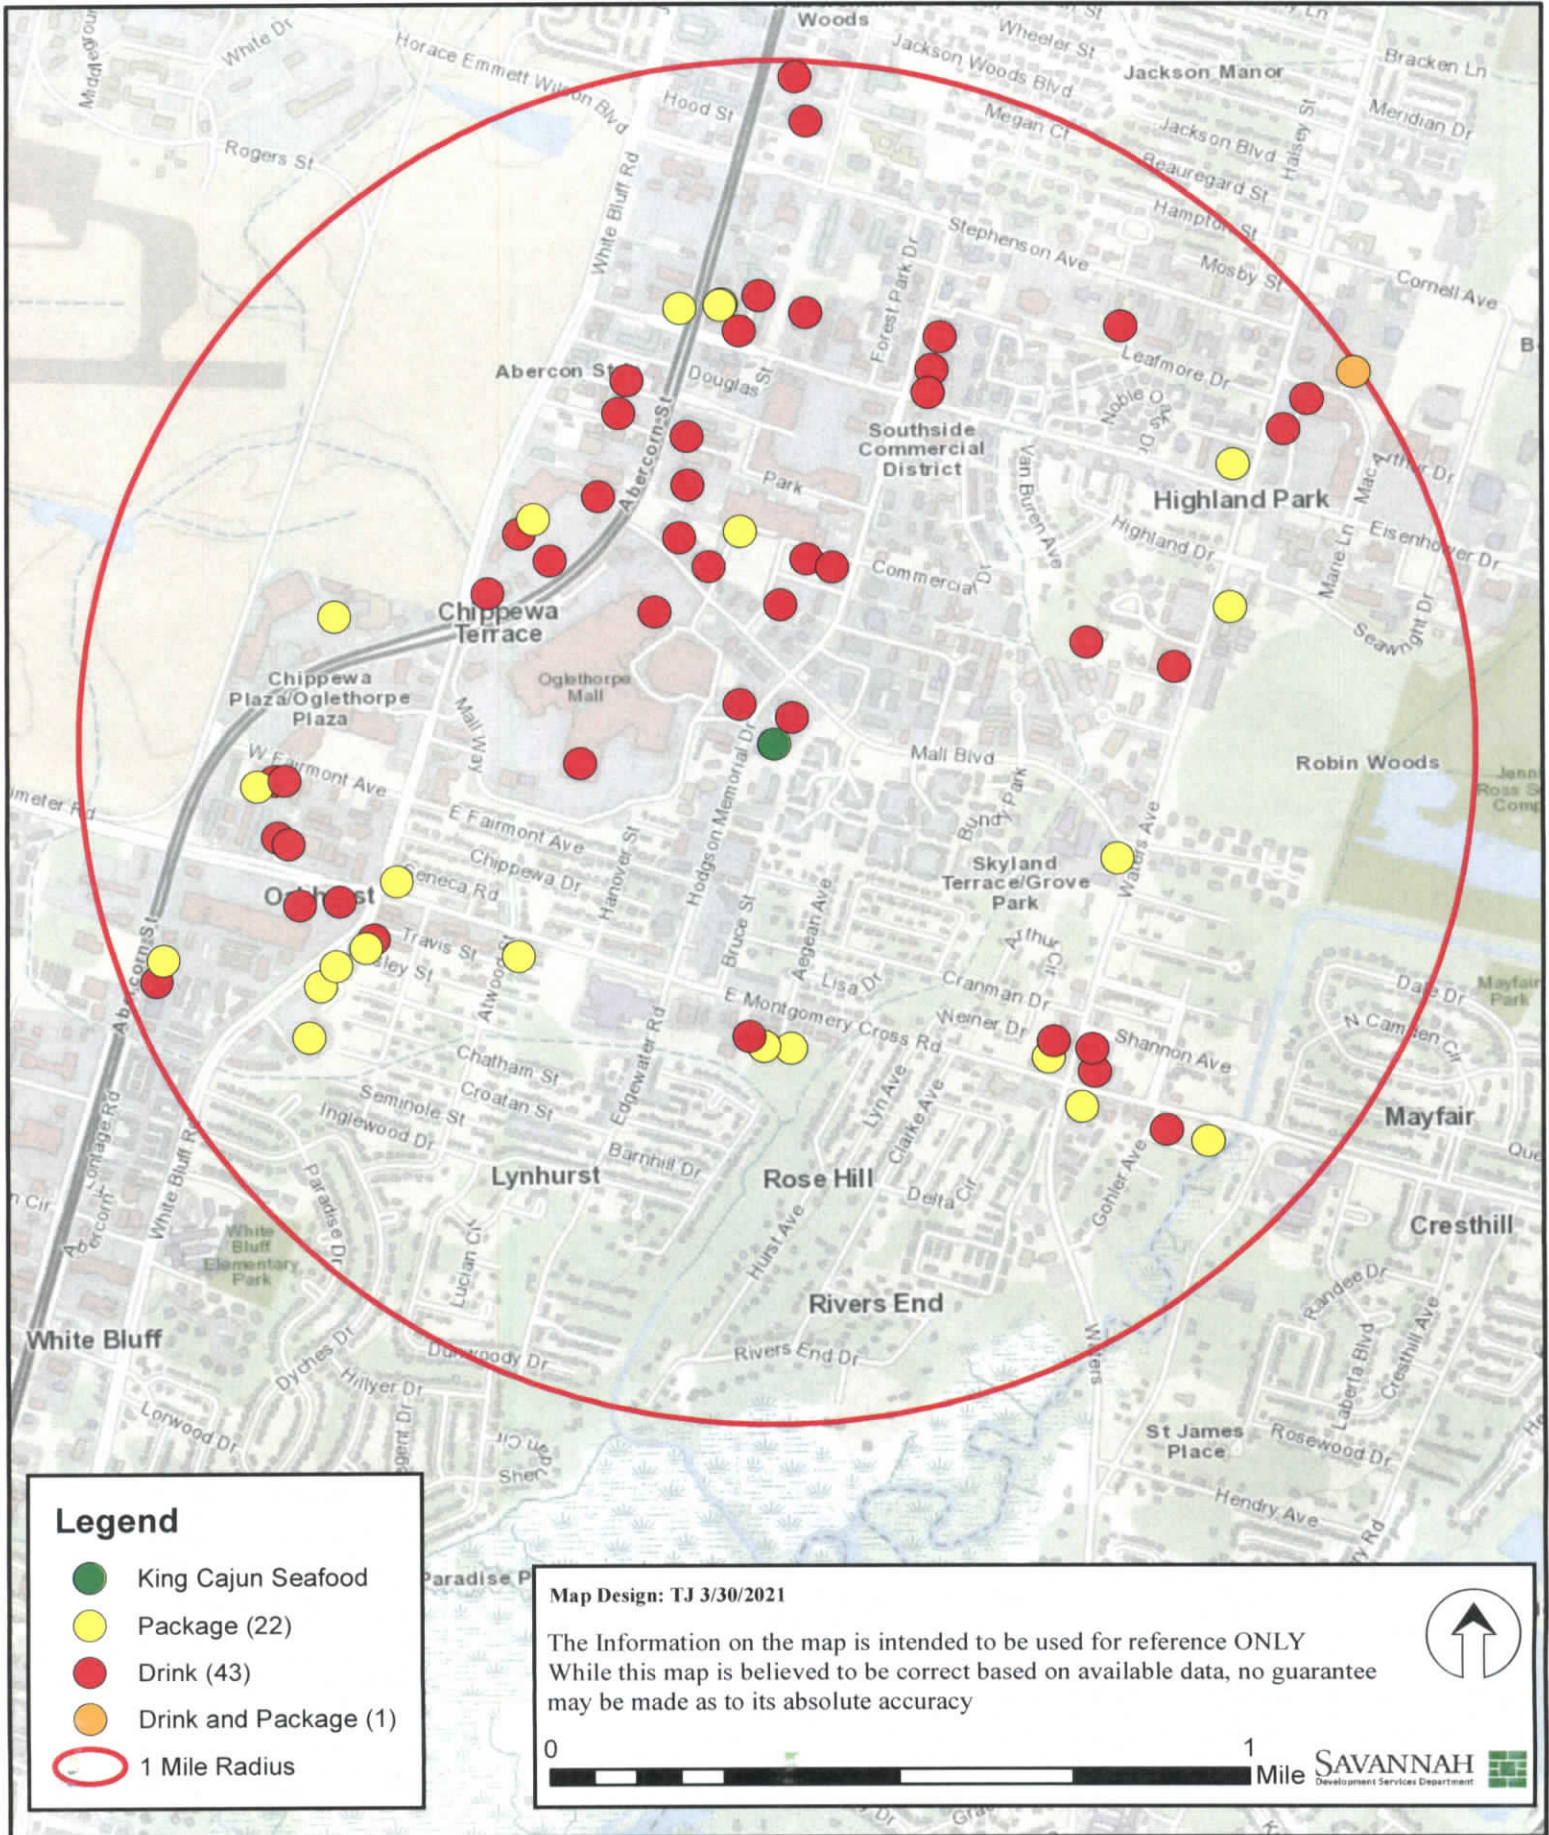 Woods
White Dr
Horace Emmett Wilson Blvd
Wheeler St
Jackson Woods Blvd
Jackson Manor
Bracken Ln
Hood St
Megan Ct
Meridian Dr
Jackson Blvd
Halsey St
Rogers St
Beauregard St
White Bluff Rd
Hampton St
Stephenson Ave
Mosby St
Cornell Ave
Forest Park Dr
Leafmore Dr
Douglas St
Noble Oaks Dr
Abercorn St
Southside
Commercial
District
Park
Van Buren Ave
Mac Arthur Dr
Highland Park
Highland Dr
Eisenhower Dr
Marie Ln
Commercial Dr
Chippewa
Terrace
Seawright Dr
Oglethorpe
Mall
Chippewa
Plaza/Oglethorpe
Plaza
Mall Way
Hodgson Memorial Dr
Mall Blvd
Robin Woods
W Fairmont Ave
E Fairmont Ave
Bundy Park
Chippewa Dr
Hanover St
Skyland
Terrace/Grove
Park
Waters Ave
Seneca Rd
Bruce St
Aegean Ave
Arthur Cir
Travis St
Lisa Dr
Cranman Dr
Dale Dr
Mayfair
Park
Abercorn St
E Montgomery Cross Rd
Weiner Dr
Shannon Ave
N Camden Cir
Chatham St
Edgewater Rd
Croatan St
Seminole St
Inglewood Dr
Lyn Ave
Clarke Ave
Mayfair
Barnhill Dr
Lynhurst
Rose Hill
Delta Cir
Gohler Ave
White Bluff Rd
Paradise Dr
Cresthill
White
Bluff
Elementary
Park
Lucian Cir
Hurst Ave
Randee Dr
Rivers End
White Bluff
Rivers End Dr
Dunwoody Dr
Dyches Dr
Hillyer Dr
Waters
Laberta Blvd
Cresthill Ave
Lorwood Dr
St James
Place
Rosewood Dr
Hendry Ave
Legend
King Cajun Seafood
Package (22)
Drink (43)
Drink and Package (1)
1 Mile Radius
Map Design: TJ 3/30/2021
The Information on the map is intended to be used for reference ONLY
While this map is believed to be correct based on available data, no guarantee
may be made as to its absolute accuracy
0 1
Mile
SAVANNAH
Development Services Department